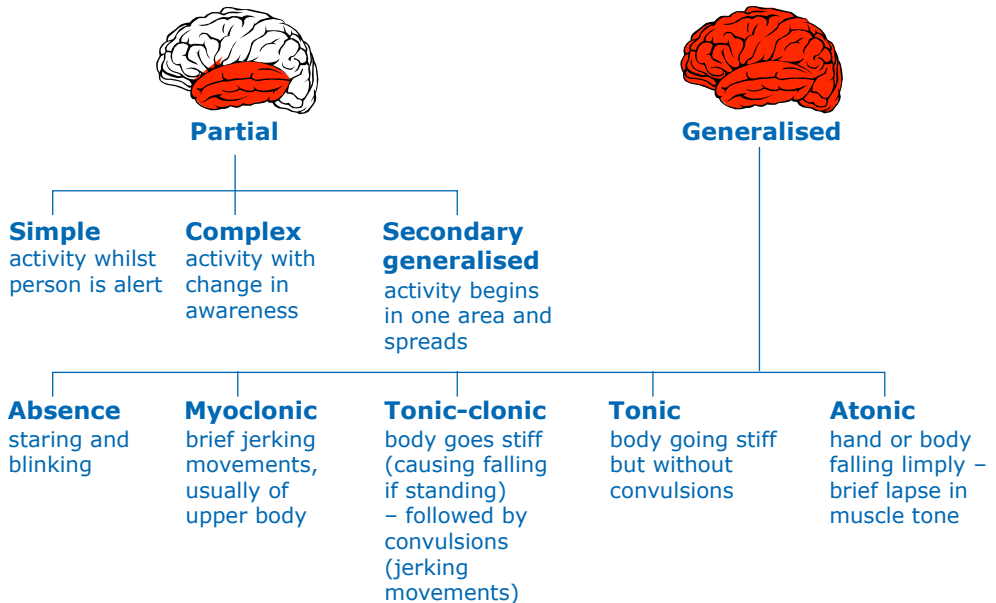 Partial
Generalised
Simple
activity whilst
person is alert
Complex
activity with
change in
awareness
Secondary
generalised
activity begins
in one area and
spreads
Absence
staring and
blinking
Myoclonic
brief jerking
movements,
usually of
upper body
Tonic-clonic
body goes stiff
(causing falling
if standing)
– followed by
convulsions
(jerking
movements)
Tonic
body going stiff
but without
convulsions
Atonic
hand or body
falling limply –
brief lapse in
muscle tone